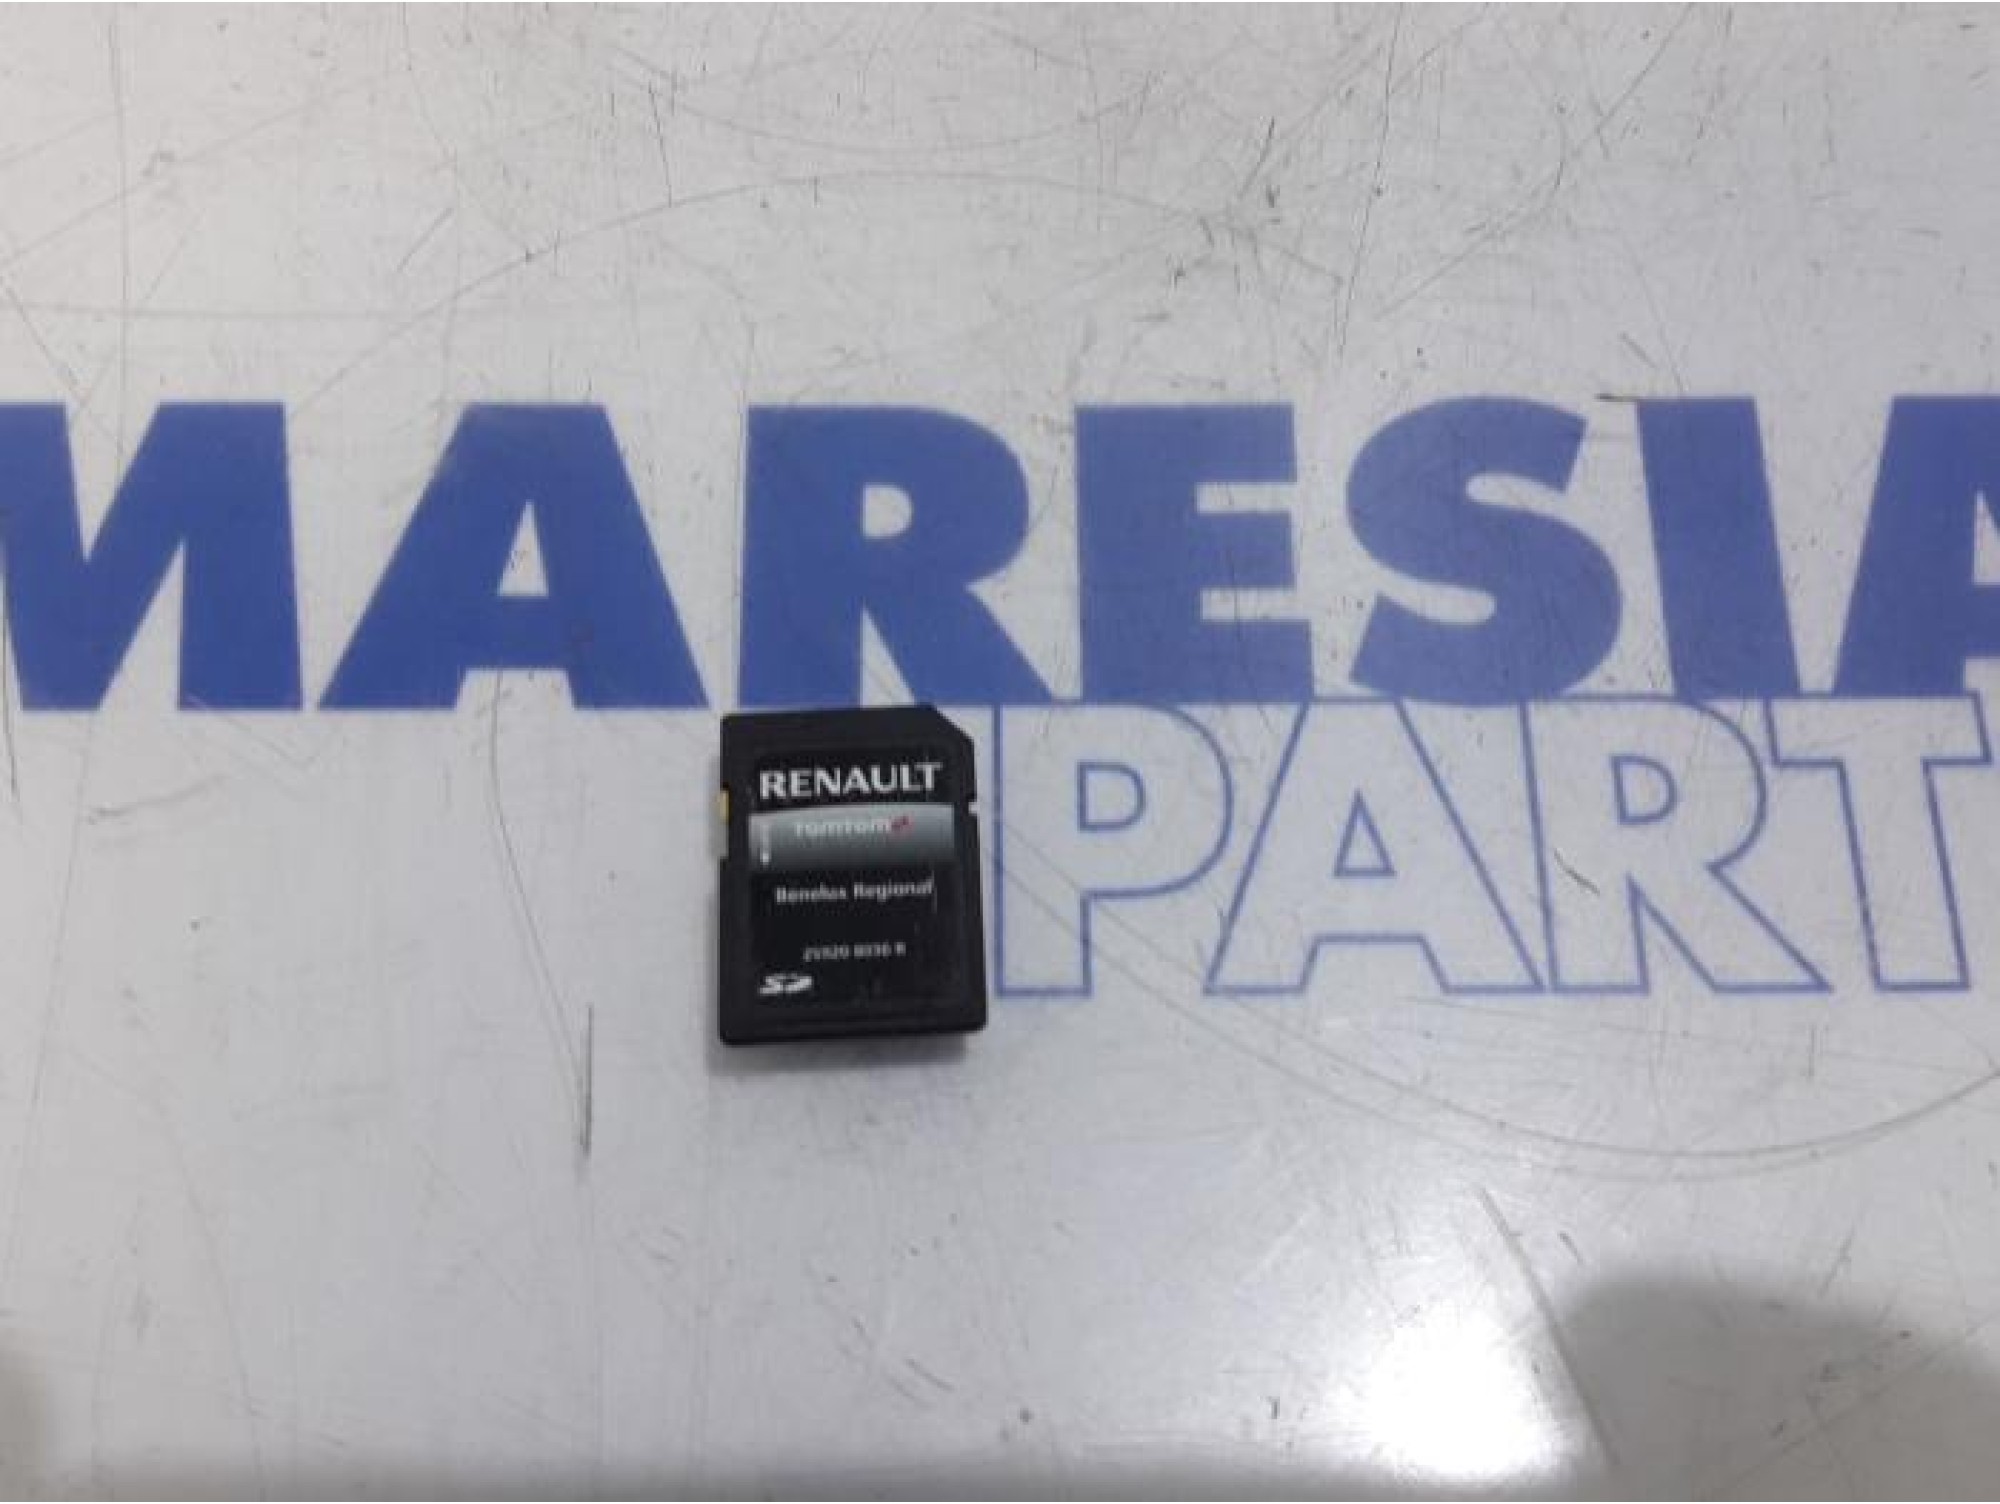 MARESIA
PART
RENAULT
TOMTOM
Benelux Regional
SD